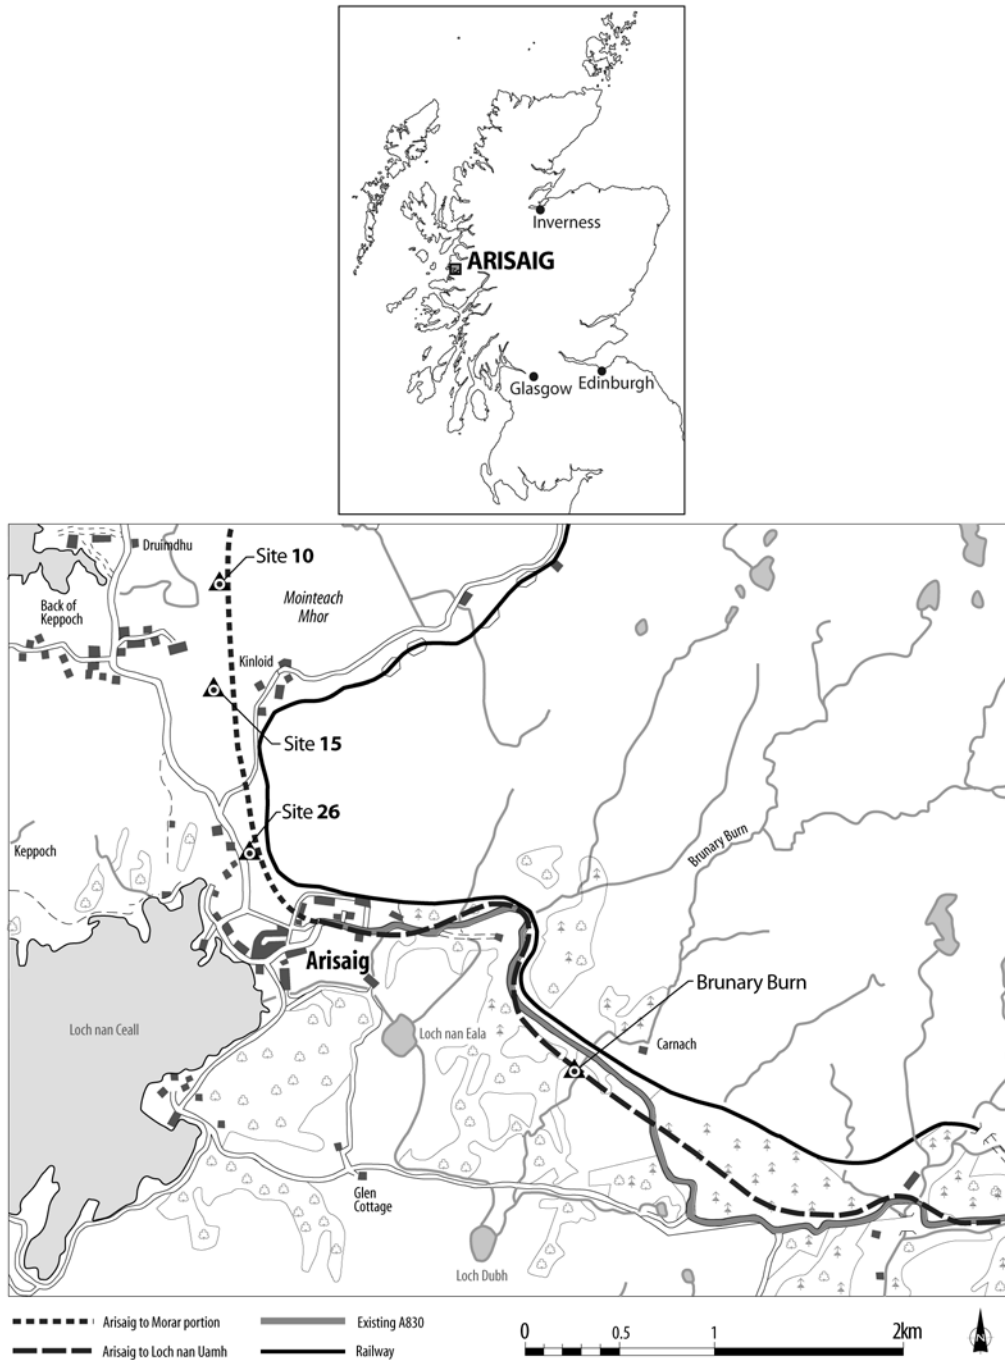 Inverness
ARISAIG
Glasgow
Edinburgh
Druimdhu
Site 10
Back of
Keppoch
Mointeach
Mhor
Kinloid
Site 15
Site 26
Keppoch
Brunary Burn
Arisaig
Brunary Burn
Loch nan Ceall
Loch nan Eala
Carnach
Glen
Cottage
Loch Dubh
Arisaig to Morar portion
Existing A830
0 0.5 1 2km
N
Arisaig to Loch nan Uamh
Railway